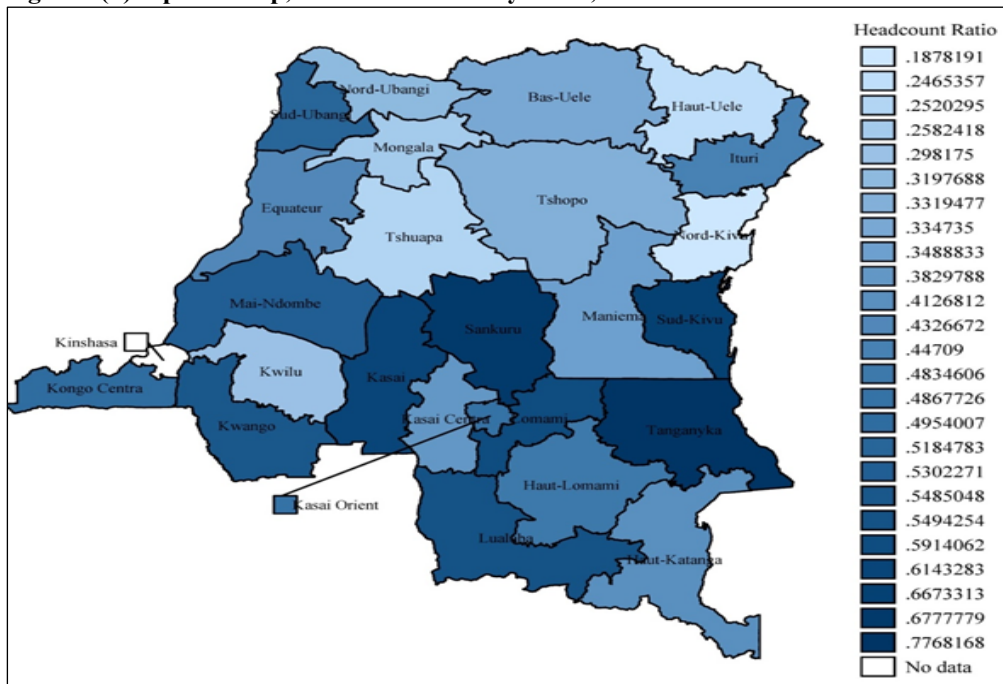 Headcount Ratio
.1878191
.2465357
.2520295
.2582418
.298175
.3197688
.3319477
.334735
.3488833
.3829788
.4126812
.4326672
.44709
.4834606
.4867726
.4954007
.5184783
.5302271
.5485048
.5494254
.5914062
.6143283
.6673313
.6777779
.7768168
No data
Nord-Ubangi
Bas-Uele
Haut-Uele
Sud-Ubangi
Mongala
Ituri
Equateur
Tshopo
Tshuapa
Nord-Kivu
Mai-Ndombe
Sankuru
Maniema
Sud-Kivu
Kinshasa
Kwilu
Kasai
Kongo Centra
Kwango
Kasai Centra
Lomami
Tanganyka
Haut-Lomami
Kasai Orient
Lualaba
Haut-Katanga